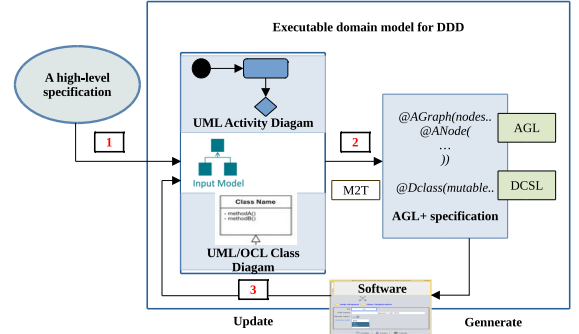 Executable domain model for DDD
A high-level
specification
1
UML Activity Diagam
Input Model
Class Name
- methodA()
- methodB()
UML/OCL Class
Diagam
2
M2T
@AGraph(nodes..
@ANode(
...
))
@Dclass(mutable..
AGL+ specification
AGL
DCSL
3
Software
Update
Gennerate